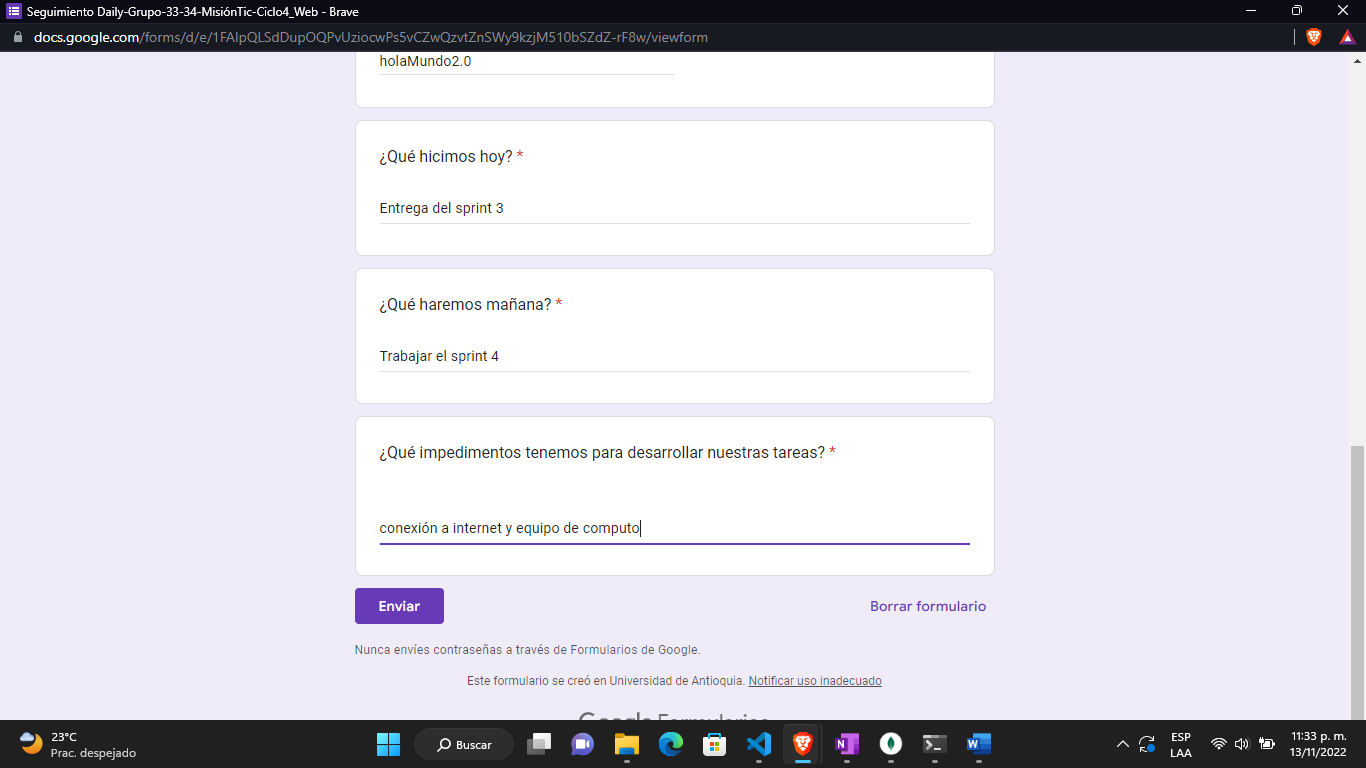 Seguimiento Daily-Grupo-33-34-MisiónTic-Ciclo4_Web - Brave
docs.google.com/forms/d/e/1FAIpQLSdDupOQPvUziocwPs5vCZwQzvtZnSWy9kzjM510bSZdZ-rF8w/viewform
holaMundo2.0
¿Qué hicimos hoy? *
Entrega del sprint 3
¿Qué haremos mañana? *
Trabajar el sprint 4
¿Qué impedimentos tenemos para desarrollar nuestras tareas? *
conexión a internet y equipo de computo
Enviar
Borrar formulario
Nunca envíes contraseñas a través de Formularios de Google.
Este formulario se creó en Universidad de Antioquia. Notificar uso inadecuado
Google Formularios
23°C
Prac. despejado
Buscar
ESP
LAA
11:33 p. m.
13/11/2022